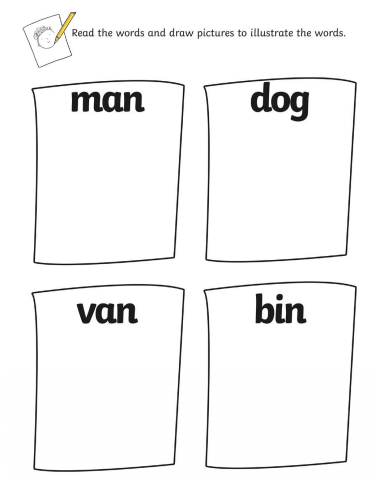 Read the words and draw pictures to illustrate the words.
man
dog
van
bin